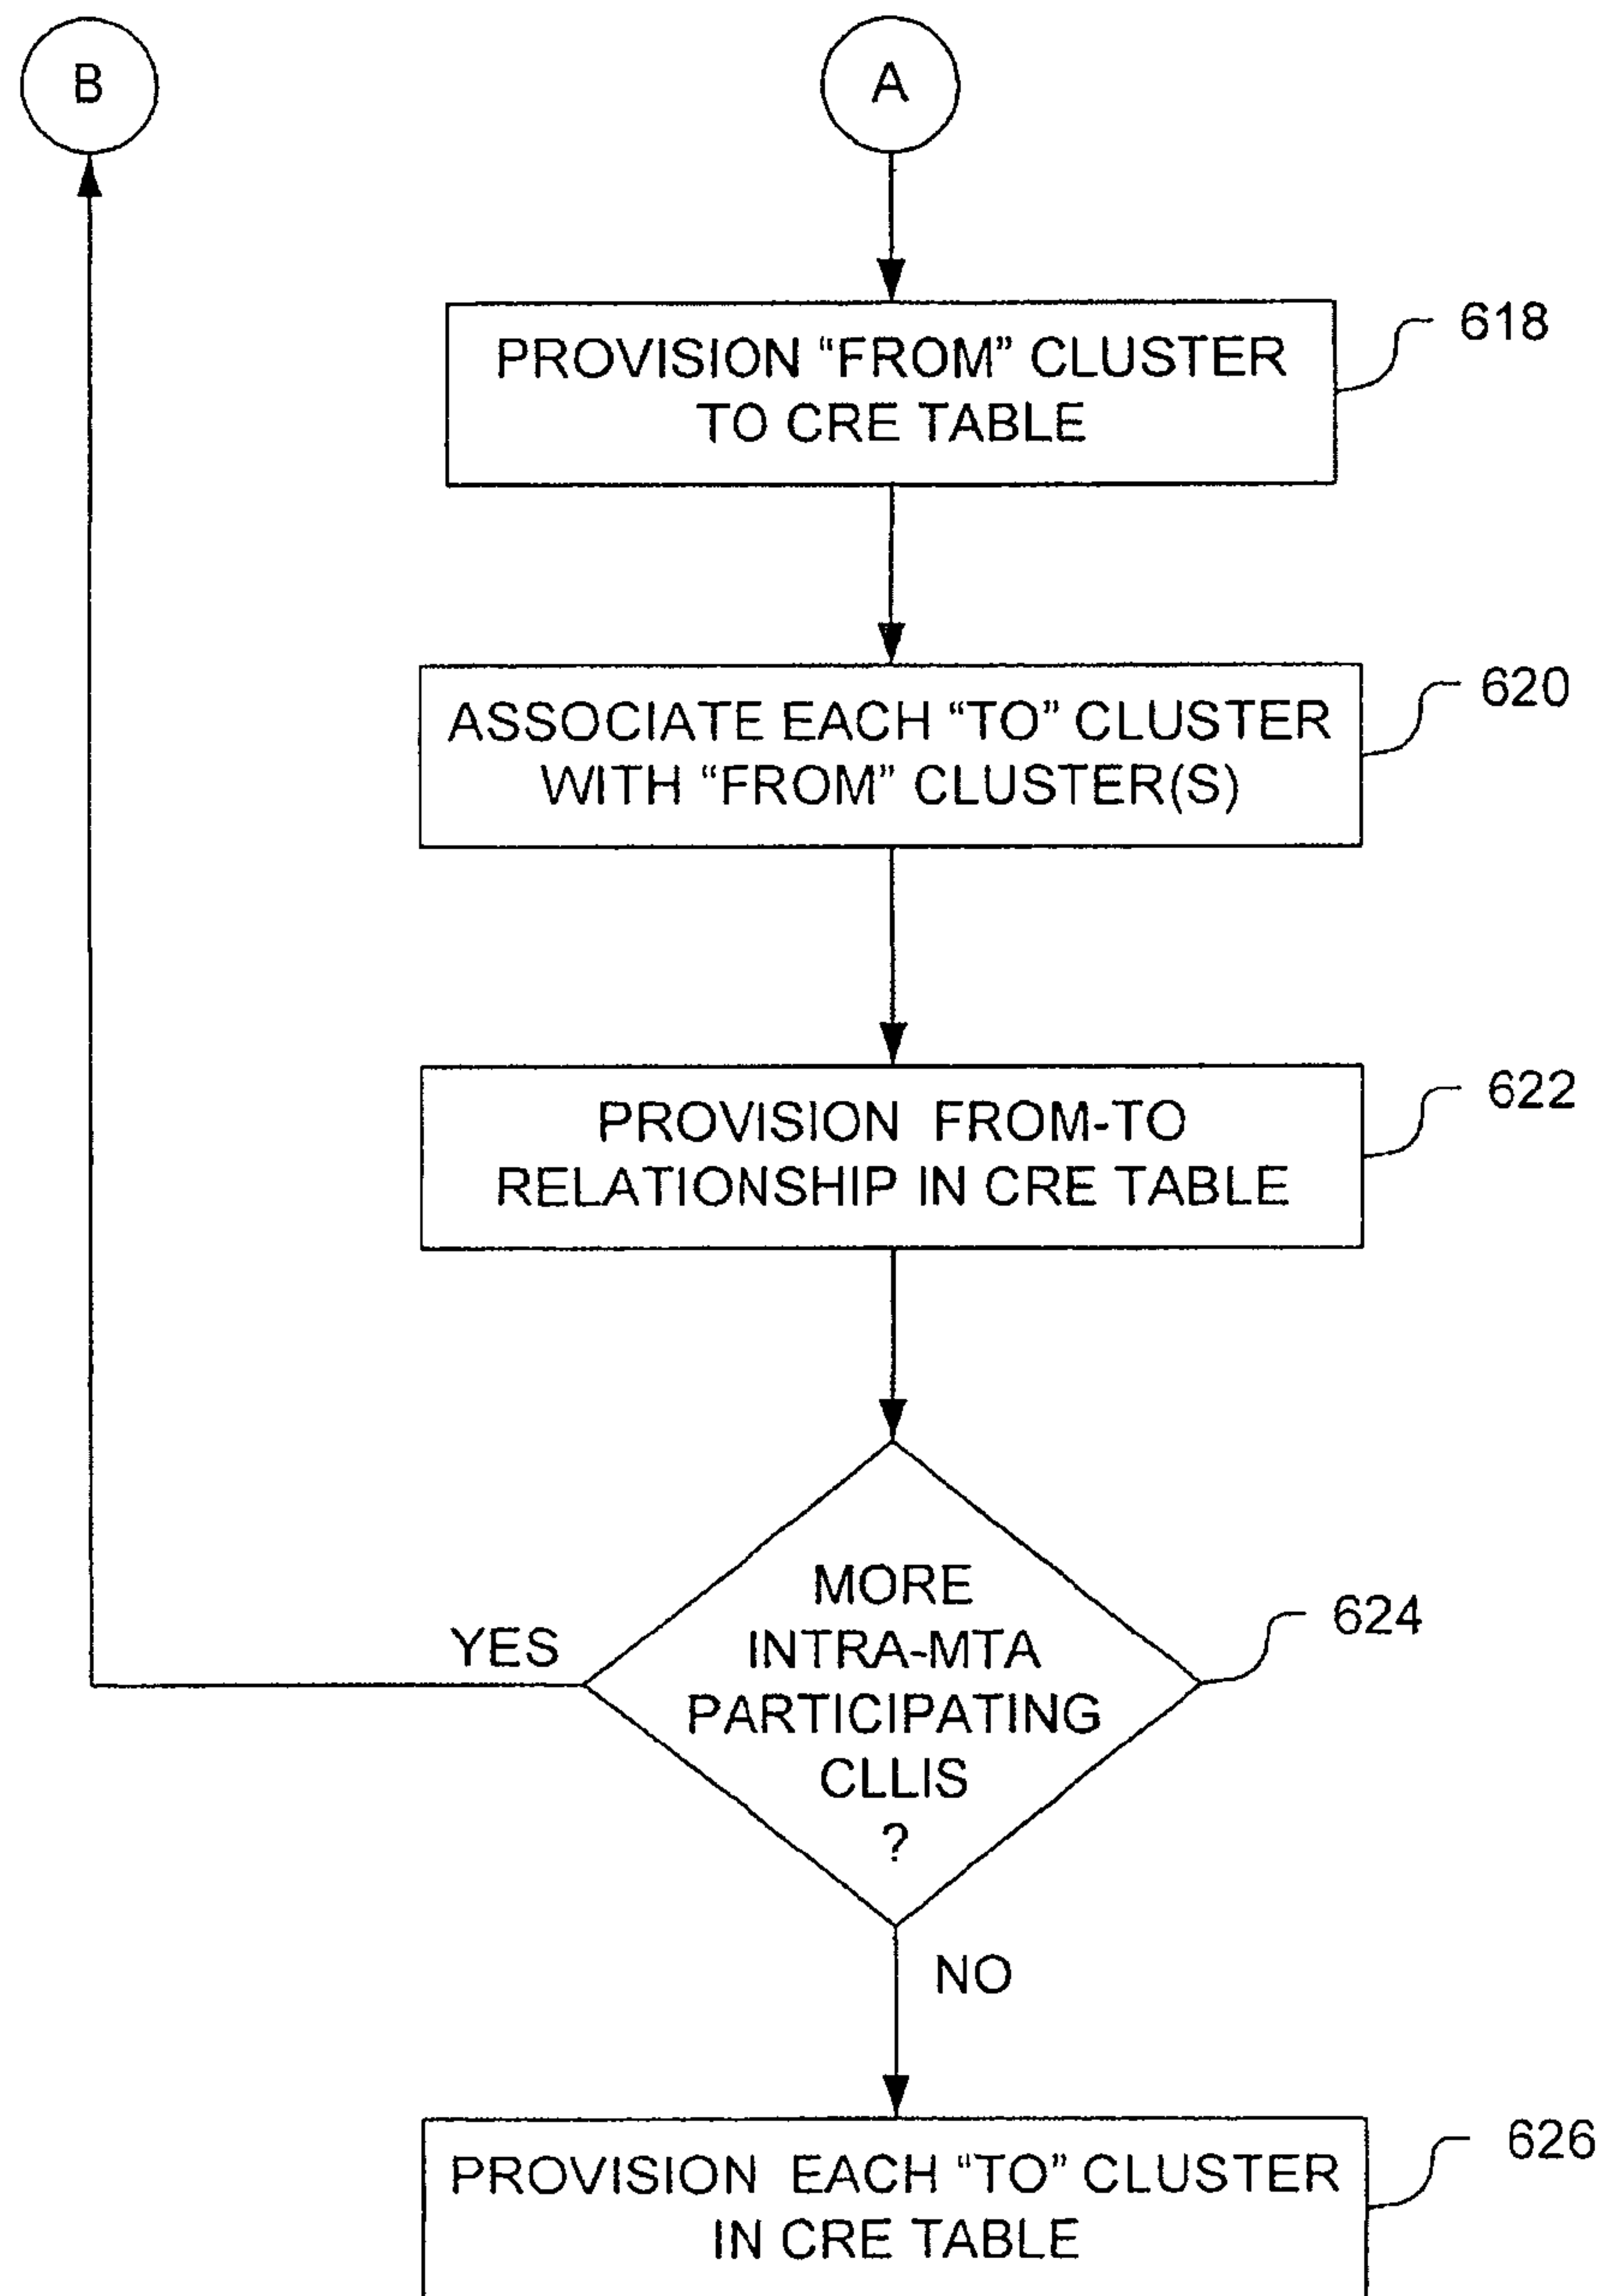 B
A
PROVISION “FROM” CLUSTER
TO CRE TABLE
618
ASSOCIATE EACH “TO” CLUSTER
WITH “FROM” CLUSTER(S)
620
PROVISION FROM-TO
RELATIONSHIP IN CRE TABLE
622
MORE
INTRA-MTA
PARTICIPATING
CLLIS
?
624
YES
NO
PROVISION EACH “TO” CLUSTER
IN CRE TABLE
626